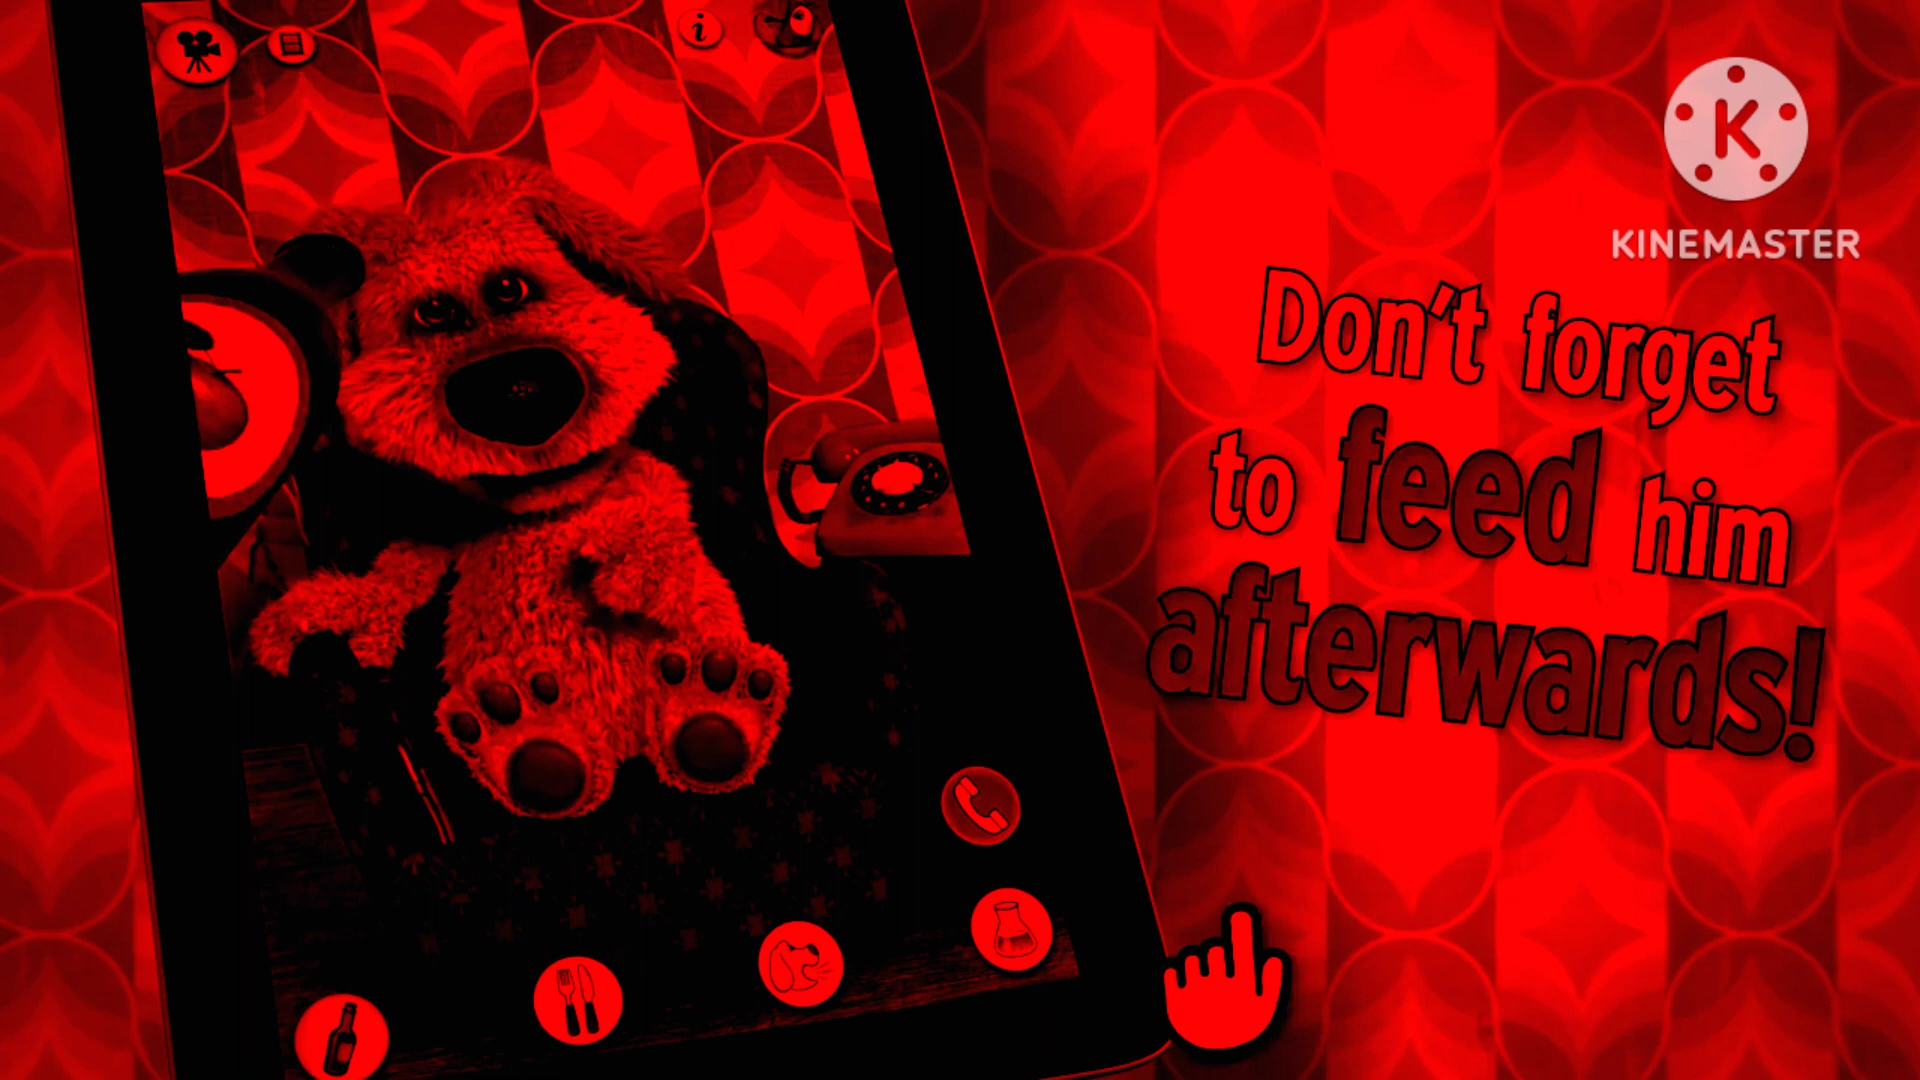 i
K
KINEMASTER
Don't forget
to feed him
afterwards!